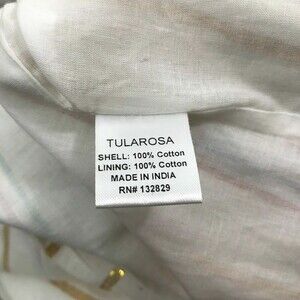 TULAROSA
SHELL: 100% Cotton
LINING: 100% Cotton
MADE IN INDIA
RN# 132829